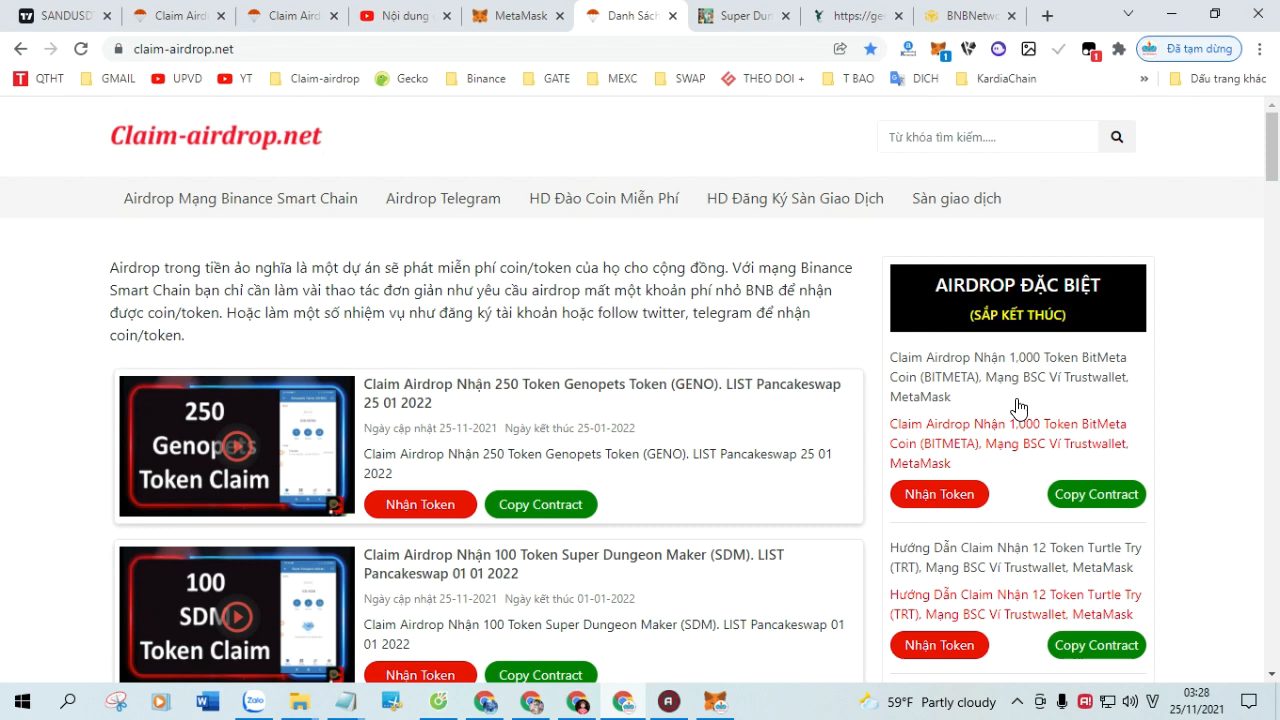 SANDUSD
Claim Aird
Claim Aird
Nội dung c
MetaMask
Danh Sách
Super Dun
https://ge
BNBNetwo
claim-airdrop.net
Đã tạm dừng
QTHT
GMAIL
UPVD
YT
Claim-airdrop
Gecko
Binance
GATE
MEXC
SWAP
THEO DOI +
T BAO
DICH
KardiaChain
Dấu trang khác
Claim-airdrop.net
Từ khóa tìm kiếm.....
Airdrop Mạng Binance Smart Chain
Airdrop Telegram
HD Đào Coin Miễn Phí
HD Đăng Ký Sàn Giao Dịch
Sàn giao dịch
Airdrop trong tiền ảo nghĩa là một dự án sẽ phát miễn phí coin/token của họ cho cộng đồng. Với mạng Binance
Smart Chain bạn chỉ cần làm vài thao tác đơn giản như yêu cầu airdrop mất một khoản phí nhỏ BNB để nhận
được coin/token. Hoặc làm một số nhiệm vụ như đăng ký tài khoản hoặc follow twitter, telegram để nhận
coin/token.
250
Genopets
Token Claim
Claim Airdrop Nhận 250 Token Genopets Token (GENO). LIST Pancakeswap
25 01 2022
Ngày cập nhật 25-11-2021 Ngày kết thúc 25-01-2022
Claim Airdrop Nhận 250 Token Genopets Token (GENO). LIST Pancakeswap 25 01
2022
Nhận Token
Copy Contract
100
SDM
Token Claim
Claim Airdrop Nhận 100 Token Super Dungeon Maker (SDM). LIST
Pancakeswap 01 01 2022
Ngày cập nhật 25-11-2021 Ngày kết thúc 01-01-2022
Claim Airdrop Nhận 100 Token Super Dungeon Maker (SDM). LIST Pancakeswap 01
01 2022
Nhận Token
Copy Contract
AIRDROP ĐẶC BIỆT
(SẮP KẾT THÚC)
Claim Airdrop Nhận 1,000 Token BitMeta
Coin (BITMETA), Mạng BSC Ví Trustwallet,
MetaMask
Claim Airdrop Nhận 1,000 Token BitMeta
Coin (BITMETA), Mạng BSC Ví Trustwallet,
MetaMask
Nhận Token
Copy Contract
Hướng Dẫn Claim Nhận 12 Token Turtle Try
(TRT), Mạng BSC Ví Trustwallet, MetaMask
Hướng Dẫn Claim Nhận 12 Token Turtle Try
(TRT), Mạng BSC Ví Trustwallet, MetaMask
Nhận Token
Copy Contract
Zalo
59°F Partly cloudy
03:28
25/11/2021